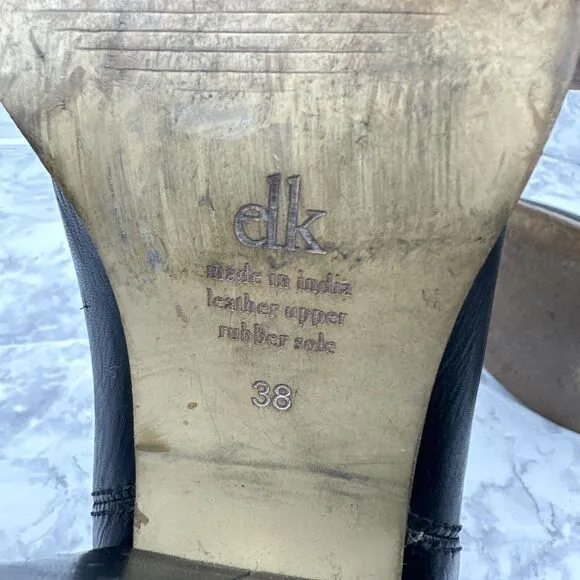 elk
made in india
leather upper
rubber sole
38